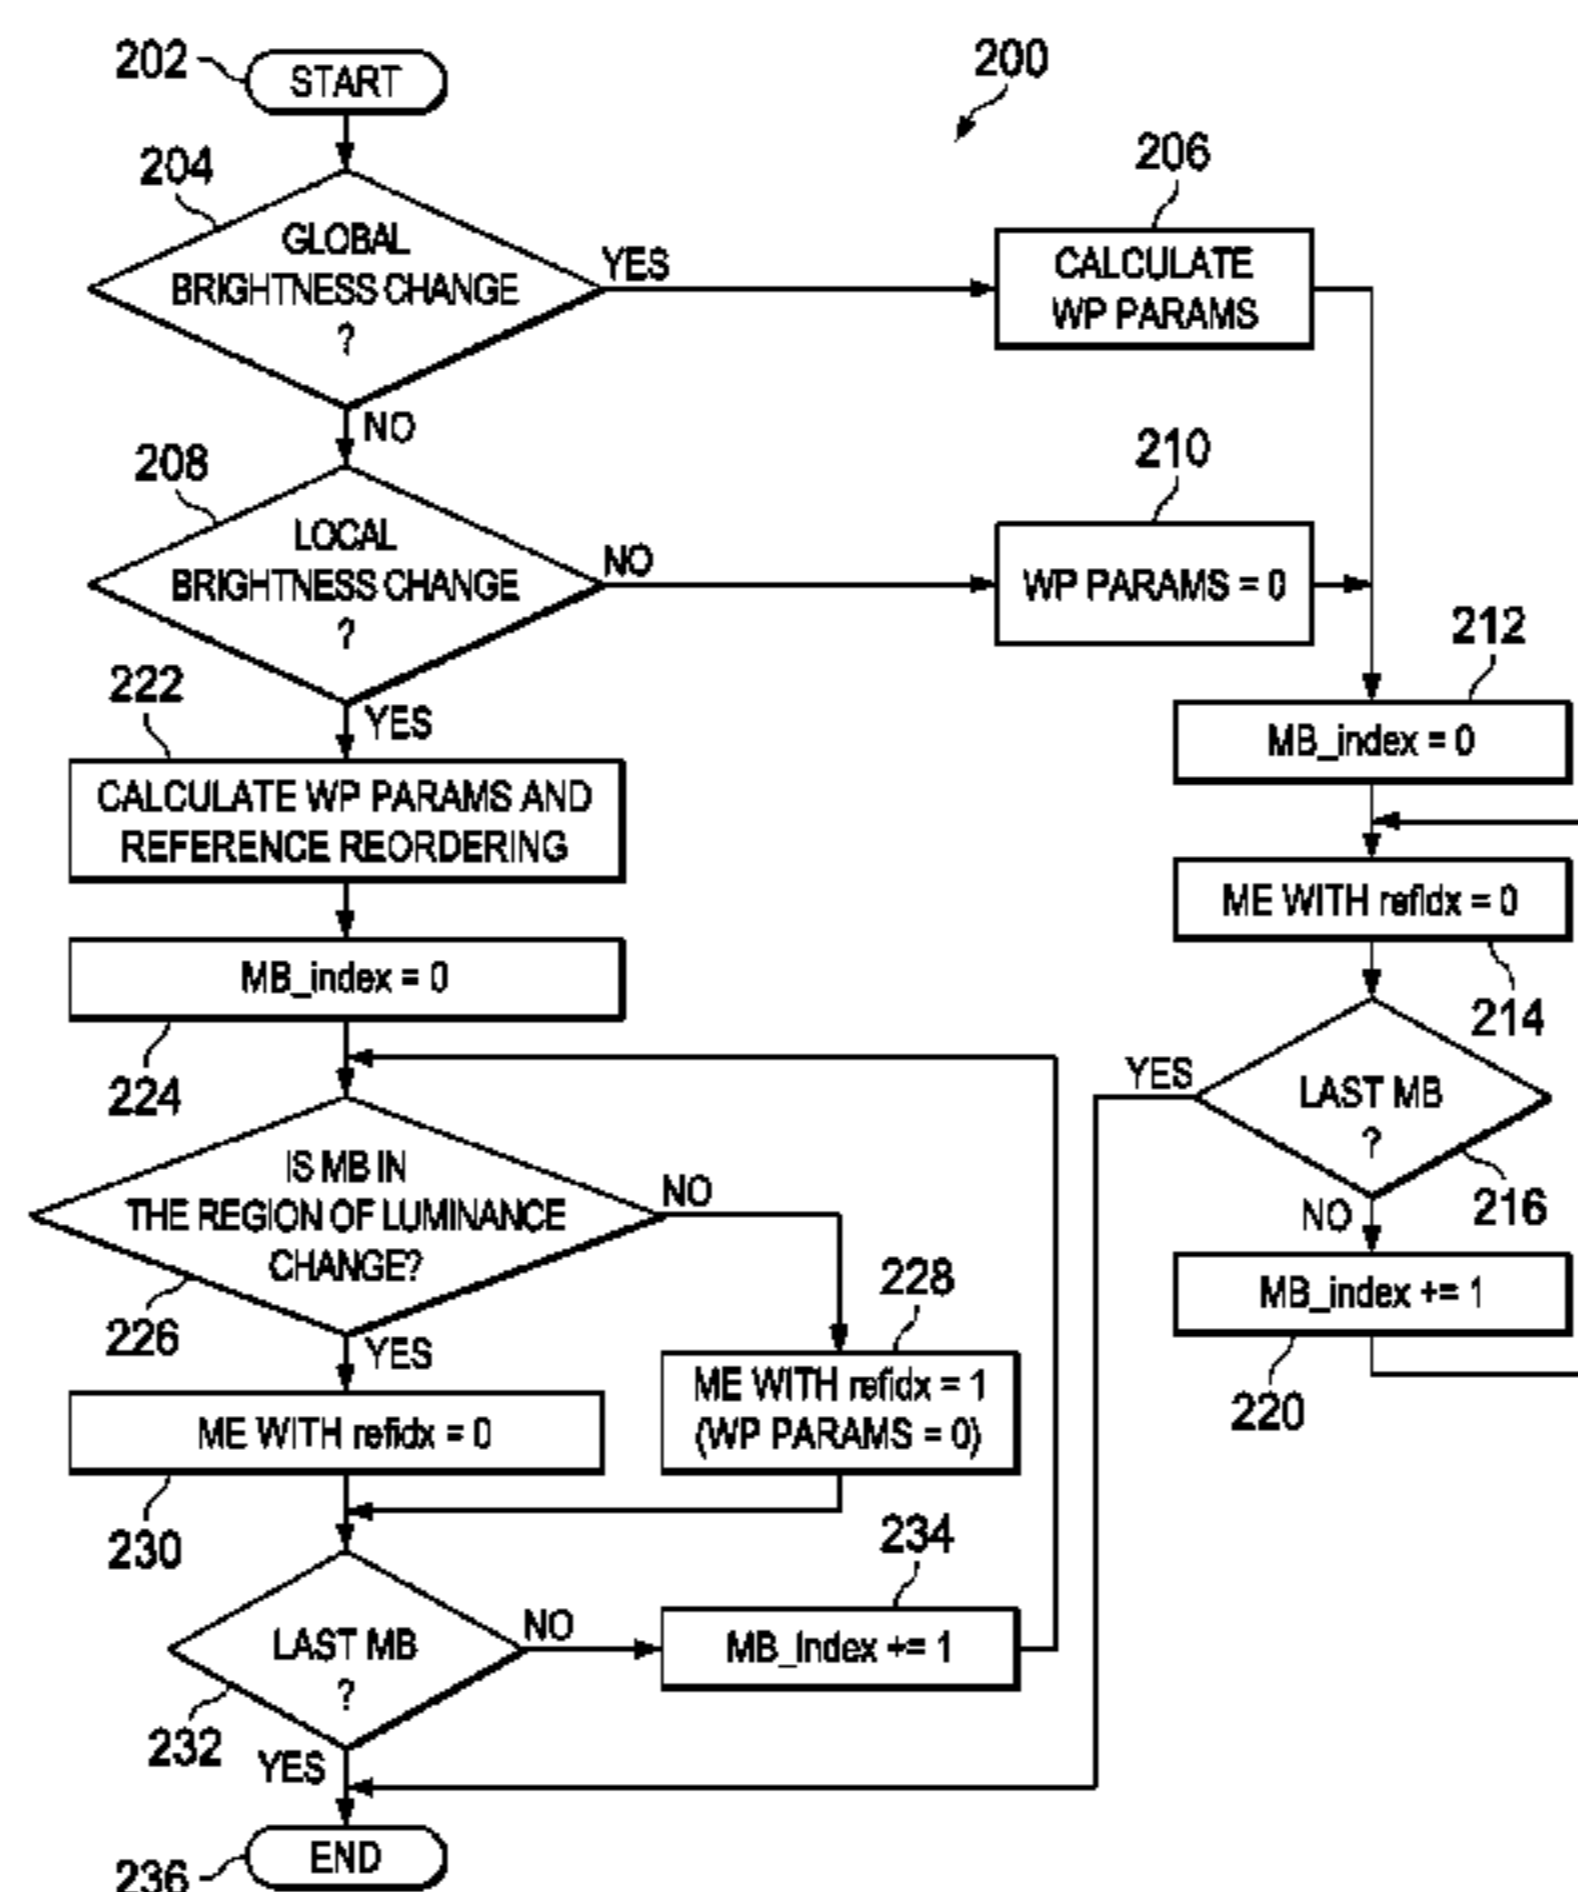 202
START
200
204
GLOBAL
BRIGHTNESS CHANGE
?
YES
206
CALCULATE
WP PARAMS
NO
208
LOCAL
BRIGHTNESS CHANGE
?
NO
210
WP PARAMS = 0
212
MB_index = 0
222
YES
CALCULATE WP PARAMS AND
REFERENCE REORDERING
ME WITH refidx = 0
214
MB_index = 0
224
YES
LAST MB
?
216
NO
MB_index += 1
220
IS MB IN
THE REGION OF LUMINANCE
CHANGE?
226
NO
228
ME WITH refidx = 1
(WP PARAMS = 0)
YES
ME WITH refidx = 0
230
234
LAST MB
?
NO
MB_Index += 1
232
YES
END
236